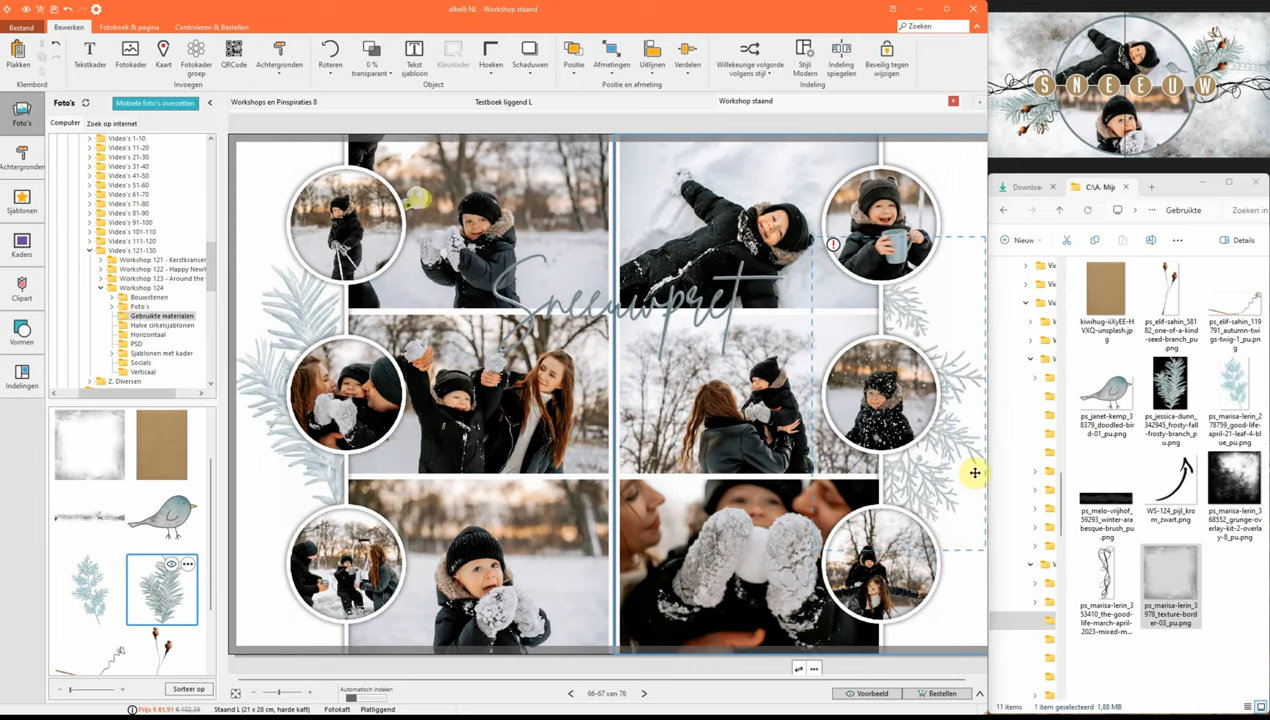 albelli NL - Workshop staand
Bestand
Bewerken
Fotoboek & pagina
Controleren & Bestellen
Zoeken
Plakken
Klembord
Tekstkader
Fotokader
Kaart
Fotokader groep
QRCode
Achtergronden
Roteren
0 % transparant
Tekst sjabloon
Kleurkader
Hoeken
Schaduwen
Object
Positie
Afmetingen
Uitlijnen
Verdelen
Positie en afmeting
Willekeurige volgorde volgens stijl
Stijl: Modern
Indeling spiegelen
Indeling
Beveilig tegen wijzigen
Foto's
Achtergronden
Sjablonen
Kaders
Clipart
Vormen
Indelingen
Foto's
Mobiele foto's overzetten
Computer
Zoek op internet
Video's 1-10
Video's 11-20
Video's 21-30
Video's 31-40
Video's 41-50
Video's 51-60
Video's 61-70
Video's 71-80
Video's 81-90
Video's 91-100
Video's 101-110
Video's 111-120
Video's 121-130
Workshop 121 - Kerstkransen
Workshop 122 - Happy New
Workshop 123 - Around the
Workshop 124
Bouwstenen
Foto's
Gebruikte materialen
Halve cirkelsjablonen
Horizontaal
PSD
Sjablonen met kader
Socials
Verticaal
Z. Diversen
Sorteer op
Workshops en Pinspiraties 8
Testboek liggend L
Workshop staand
Sneeuwpret
Automatisch indelen
66-67 van 76
Voorbeeld
Bestellen
Prijs € 81,91 € 102,39
Staand L (21 x 28 cm, harde kaft)
Fotokaft
Platliggend
S N E E U W
Downloa
C:\A. Mij
Gebruikte
Zoeken in
Nieuw
Details
kiwihug-iiXyEE-HVXQ-unsplash.jpg
ps_elif-sahin_58182_one-of-a-kind-seed-branch_pu.png
ps_elif-sahin_119791_autumn-twigs-twig-1_pu.png
ps_janet-kemp_38379_doodled-bird-01_pu.png
ps_jessica-dunn_342945_frosty-fall-frosty-branch_pu.png
ps_marisa-lerin_278759_good-life-april-21-leaf-4-blue_pu.png
ps_melo-vrijhof_59293_winter-arabesque-brush_pu.png
WS-124_pijl_krom_zwart.png
ps_marisa-lerin_368552_grunge-overlay-kit-2-overlay-8_pu.png
ps_marisa-lerin_353410_the-good-life-march-april-2023-mixed-m...
ps_marisa-lerin_3978_texture-border-03_pu.png
11 items
1 item geselecteerd 1,88 MB